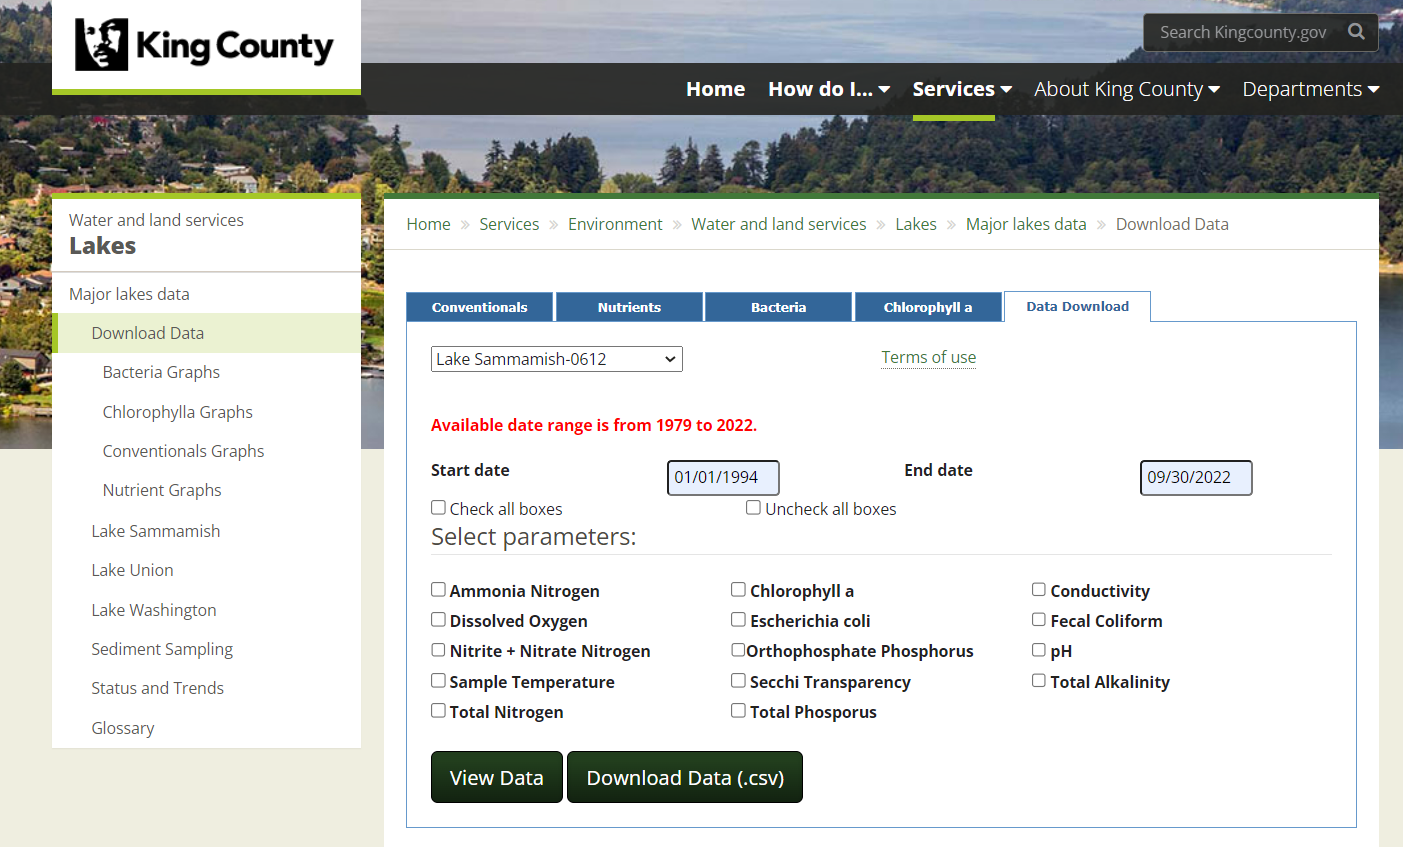 King County
Search Kingcounty.gov
Home How do I... Services About King County Departments
Water and land services
Lakes
Major lakes data
Download Data
Bacteria Graphs
Chlorophylla Graphs
Conventionals Graphs
Nutrient Graphs
Lake Sammamish
Lake Union
Lake Washington
Sediment Sampling
Status and Trends
Glossary
Home » Services » Environment » Water and land services » Lakes » Major lakes data » Download Data
Conventionals Nutrients Bacteria Chlorophyll a Data Download
Lake Sammamish-0612 Terms of use
Available date range is from 1979 to 2022.
Start date 01/01/1994 End date 09/30/2022
Check all boxes Uncheck all boxes
Select parameters:
Ammonia Nitrogen Chlorophyll a Conductivity
Dissolved Oxygen Escherichia coli Fecal Coliform
Nitrite + Nitrate Nitrogen Orthophosphate Phosphorus pH
Sample Temperature Secchi Transparency Total Alkalinity
Total Nitrogen Total Phosporus
View Data Download Data (.csv)